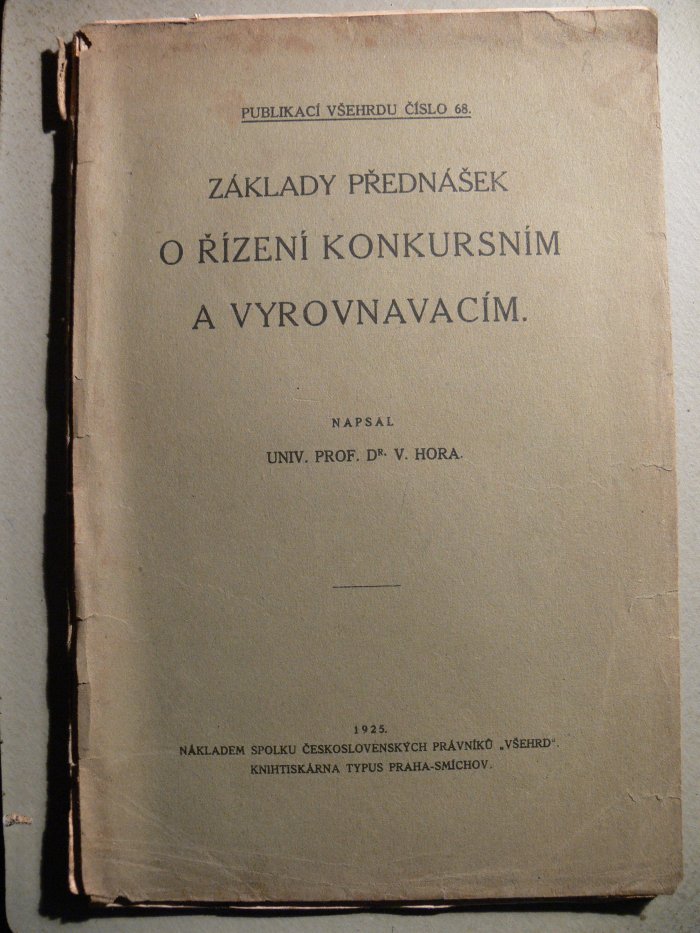 PUBLIKACÍ VŠEHRDU ČÍSLO 68.
ZÁKLADY PŘEDNÁŠEK
O ŘÍZENÍ KONKURSNÍM
A VYROVNAVACÍM.
NAPSAL
UNIV. PROF. DR. V. HORA.
1925.
NÁKLADEM SPOLKU ČESKOSLOVENSKÝCH PRÁVNÍKŮ „VŠEHRD“.
KNIHTISKÁRNA TYPUS PRAHA-SMÍCHOV.